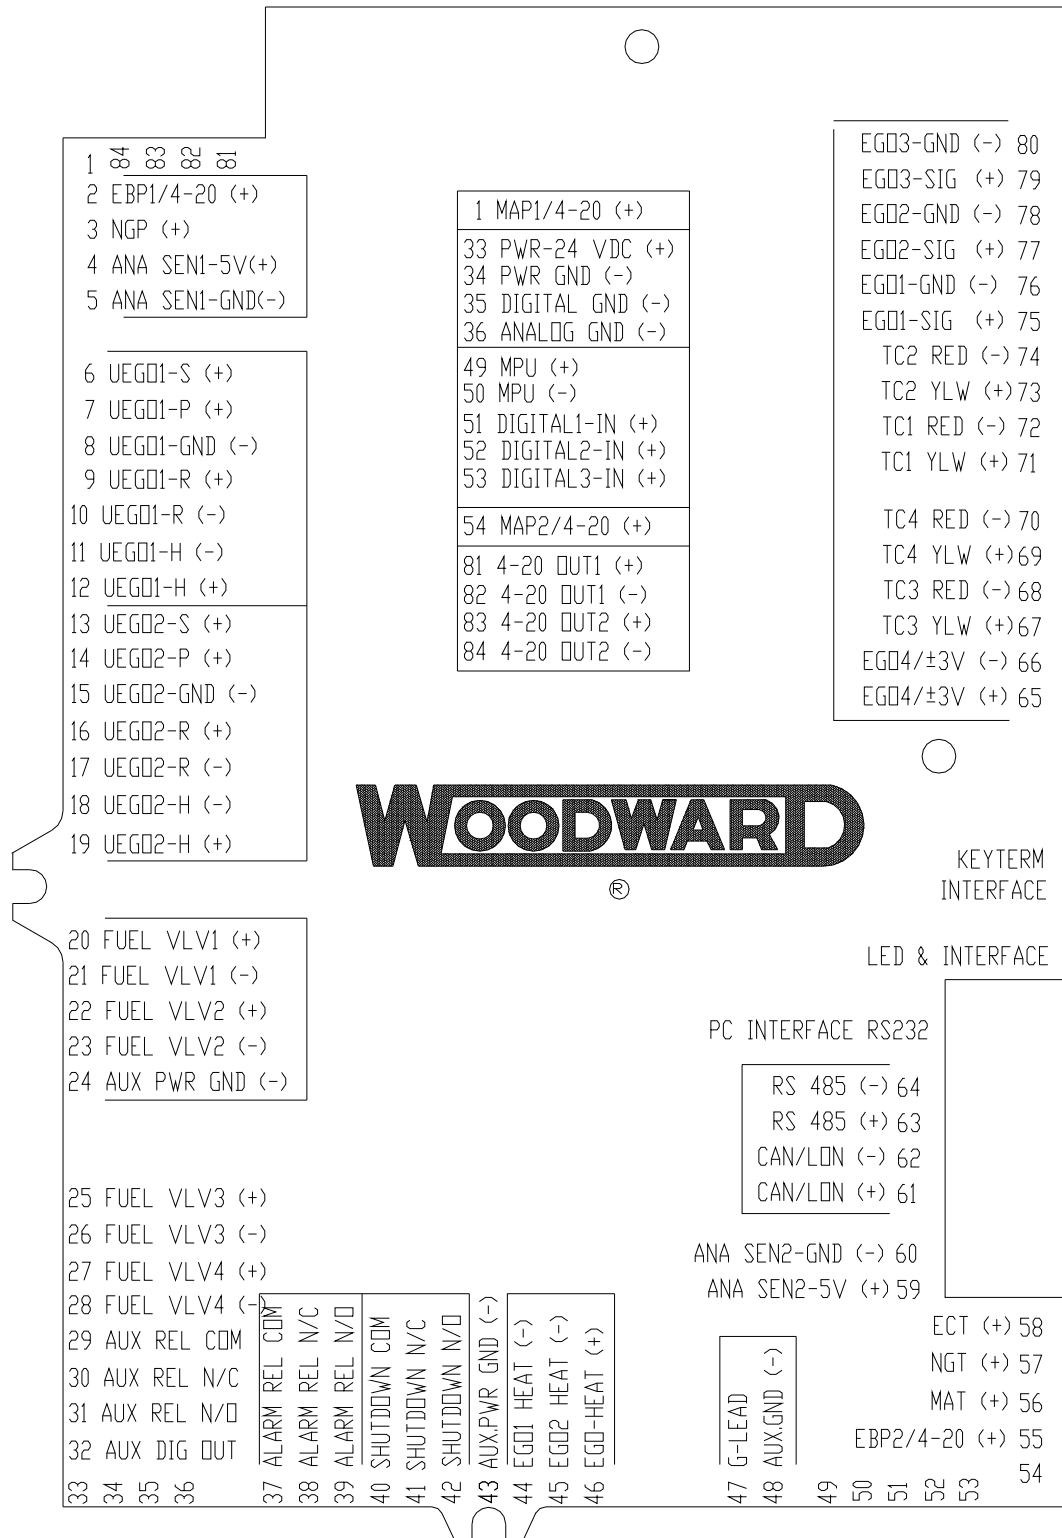 1
84
83
82
81
2 EBP1/4-20 (+)
3 NGP (+)
4 ANA SEN1-5V(+)
5 ANA SEN1-GND(-)
6 UEGO1-S (+)
7 UEGO1-P (+)
8 UEGO1-GND (-)
9 UEGO1-R (+)
10 UEGO1-R (-)
11 UEGO1-H (-)
12 UEGO1-H (+)
13 UEGO2-S (+)
14 UEGO2-P (+)
15 UEGO2-GND (-)
16 UEGO2-R (+)
17 UEGO2-R (-)
18 UEGO2-H (-)
19 UEGO2-H (+)
20 FUEL VLV1 (+)
21 FUEL VLV1 (-)
22 FUEL VLV2 (+)
23 FUEL VLV2 (-)
24 AUX PWR GND (-)
25 FUEL VLV3 (+)
26 FUEL VLV3 (-)
27 FUEL VLV4 (+)
28 FUEL VLV4 (-)
29 AUX REL COM
30 AUX REL N/C
31 AUX REL N/O
32 AUX DIG OUT
33
34
35
36
37 ALARM REL COM
38 ALARM REL N/C
39 ALARM REL N/O
40 SHUTDOWN COM
41 SHUTDOWN N/C
42 SHUTDOWN N/O
43 AUX.PWR GND (-)
44 EGO1 HEAT (-)
45 EGO2 HEAT (-)
46 EGO-HEAT (+)
47 G-LEAD
48 AUX.GND (-)
49
50
51
52
53
1 MAP1/4-20 (+)
33 PWR-24 VDC (+)
34 PWR GND (-)
35 DIGITAL GND (-)
36 ANALOG GND (-)
49 MPU (+)
50 MPU (-)
51 DIGITAL1-IN (+)
52 DIGITAL2-IN (+)
53 DIGITAL3-IN (+)
54 MAP2/4-20 (+)
81 4-20 OUT1 (+)
82 4-20 OUT1 (-)
83 4-20 OUT2 (+)
84 4-20 OUT2 (-)
WOODWARD
®
EGO3-GND (-) 80
EGO3-SIG (+) 79
EGO2-GND (-) 78
EGO2-SIG (+) 77
EGO1-GND (-) 76
EGO1-SIG (+) 75
TC2 RED (-) 74
TC2 YLW (+) 73
TC1 RED (-) 72
TC1 YLW (+) 71
TC4 RED (-) 70
TC4 YLW (+) 69
TC3 RED (-) 68
TC3 YLW (+) 67
EGO4/±3V (-) 66
EGO4/±3V (+) 65
KEYTERM
INTERFACE
LED & INTERFACE
PC INTERFACE RS232
RS 485 (-) 64
RS 485 (+) 63
CAN/LON (-) 62
CAN/LON (+) 61
ANA SEN2-GND (-) 60
ANA SEN2-5V (+) 59
ECT (+) 58
NGT (+) 57
MAT (+) 56
EBP2/4-20 (+) 55
54